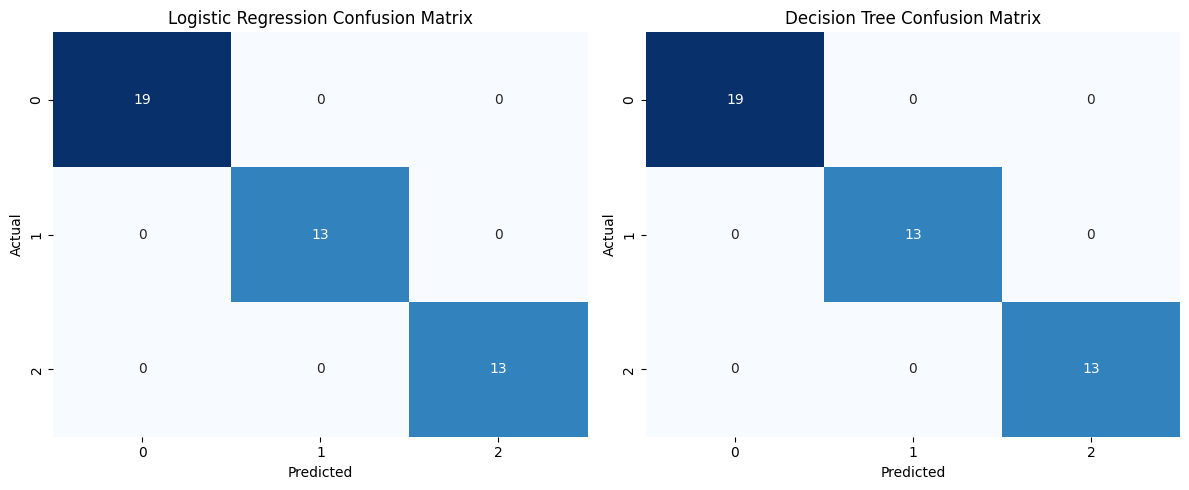 Logistic Regression Confusion Matrix
Actual
0
1
2
19 0 0
0 13 0
0 0 13
0 1 2
Predicted
Decision Tree Confusion Matrix
Actual
0
1
2
19 0 0
0 13 0
0 0 13
0 1 2
Predicted